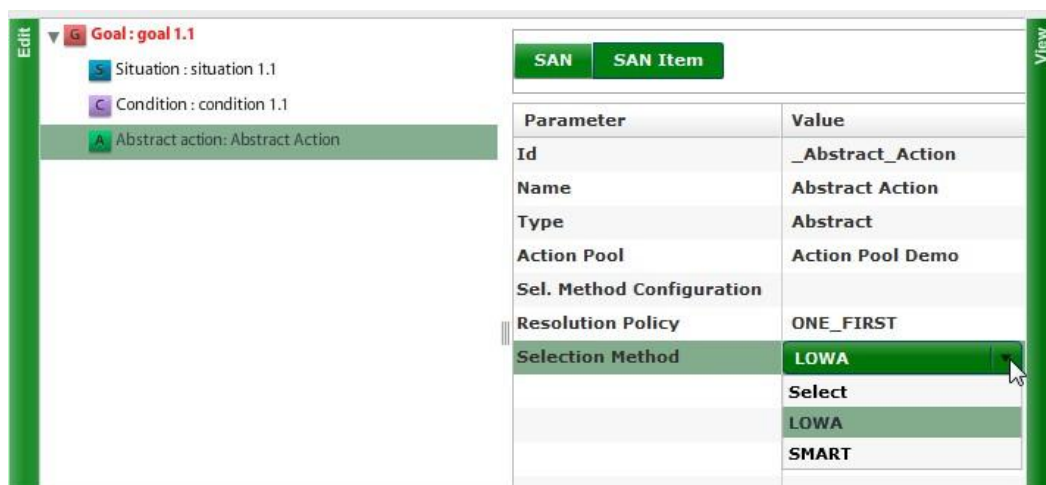 Edit
G Goal : goal 1.1
S Situation : situation 1.1
C Condition : condition 1.1
A Abstract action: Abstract Action
SAN SAN Item
Parameter Value
Id _Abstract_Action
Name Abstract Action
Type Abstract
Action Pool Action Pool Demo
Sel. Method Configuration
Resolution Policy ONE_FIRST
Selection Method LOWA
Select
LOWA
SMART
View